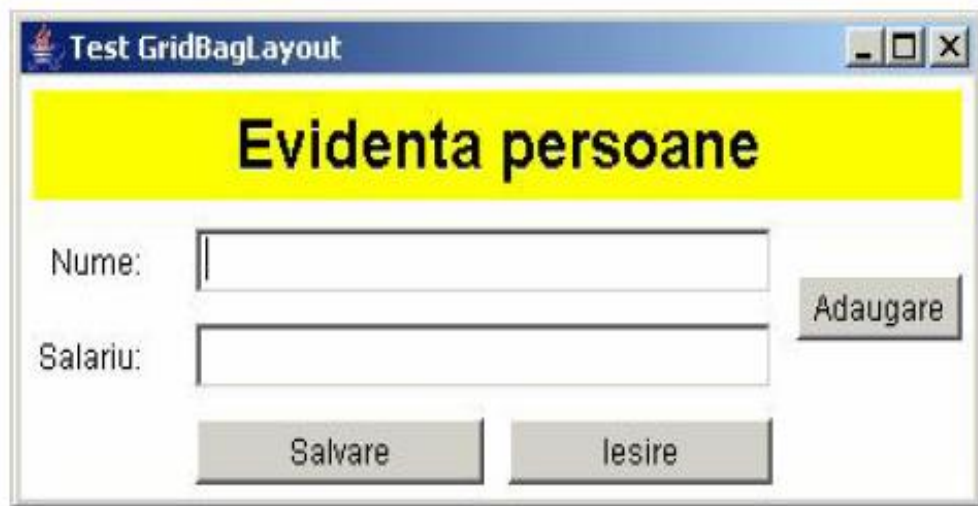 Test GridBagLayout
Evidenta persoane
Nume:
Adaugare
Salariu:
Salvare
Iesire